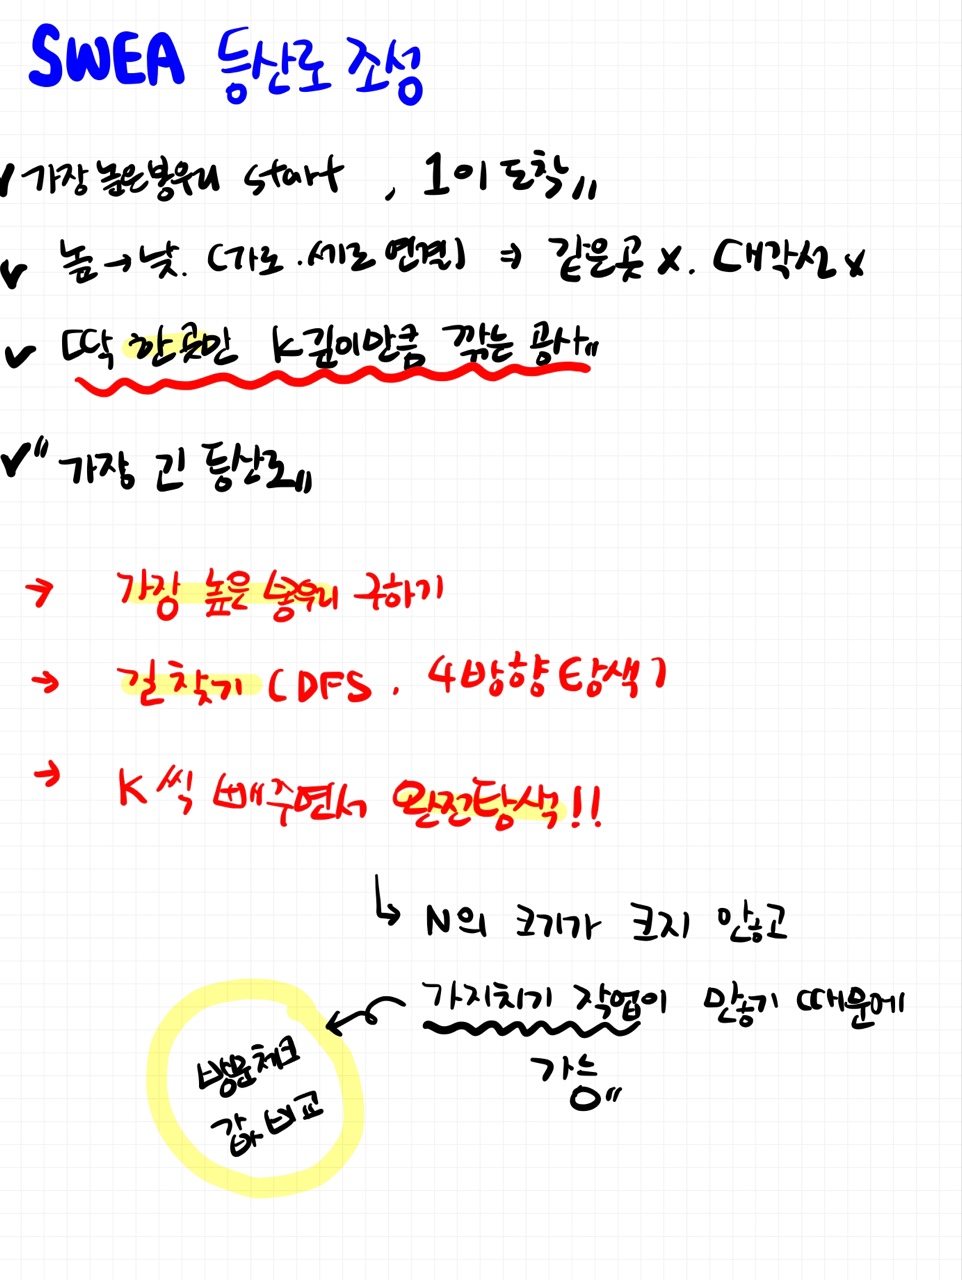 SWEA 등산로 조성
✓ 가장 높은봉우리 start , 1이 도착〃
✓ 높→낮. (가로.세로 연결) ⇒ 같은곳 x. 대각선 x
✓ 딱 한곳만 K깊이만큼 깎는 공사〃
✓ "가장 긴 등산로〃
→ 가장 높은 봉우리 구하기
→ 길찾기 (DFS. 4방향 탐색)
→ K씩 빼주면서 완전탐색!!
↳ N의 크기가 크지 않고
가지치기 작업이 많기 때문에
가능〃
방문체크
값 비교